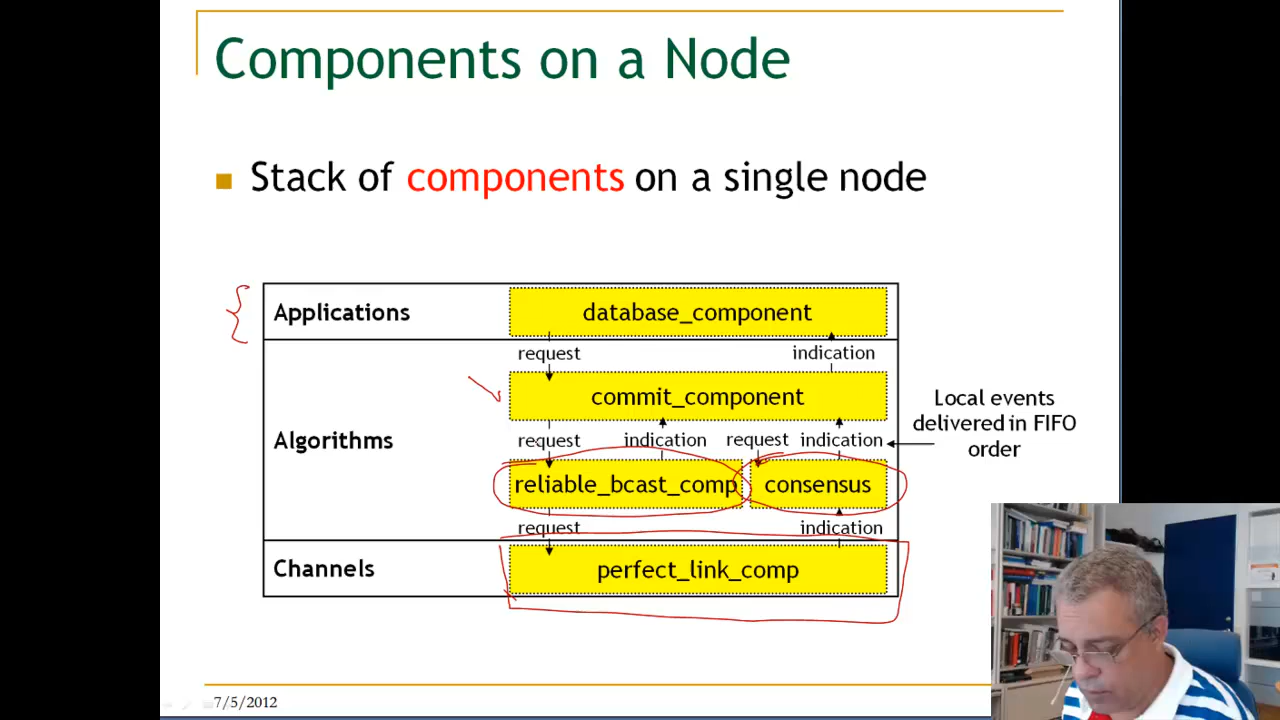 Components on a Node
Stack of components on a single node
Applications
database_component
request
indication
commit_component
Algorithms
request
indication
request
indication
Local events
delivered in FIFO
order
reliable_bcast_comp
consensus
request
indication
Channels
perfect_link_comp
7/5/2012